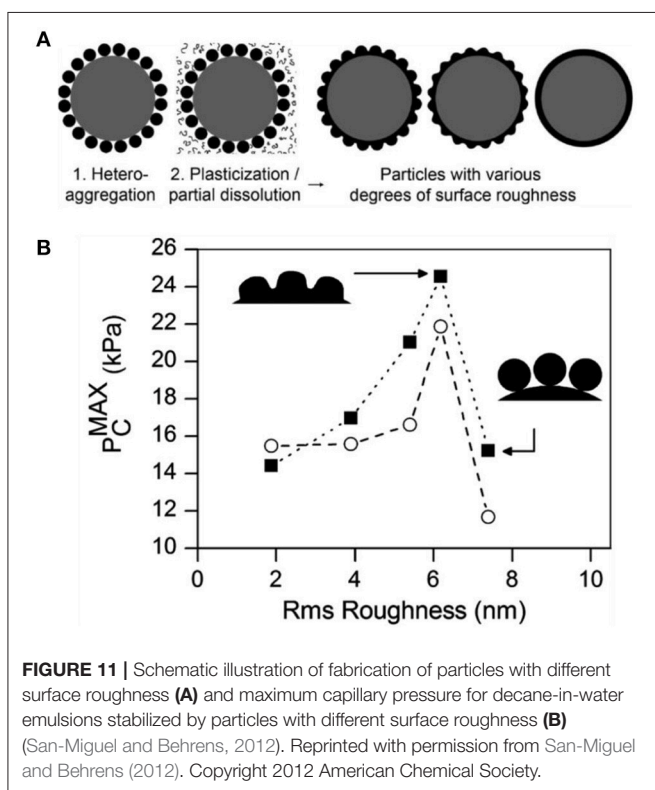 A
1. Hetero-
aggregation
2. Plasticization /
partial dissolution
→
Particles with various
degrees of surface roughness
B
26
24
22
20
18
16
14
12
10
P_C^MAX (kPa)
0 2 4 6 8 10
Rms Roughness (nm)
FIGURE 11 | Schematic illustration of fabrication of particles with different
surface roughness (A) and maximum capillary pressure for decane-in-water
emulsions stabilized by particles with different surface roughness (B)
(San-Miguel and Behrens, 2012). Reprinted with permission from San-Miguel
and Behrens (2012). Copyright 2012 American Chemical Society.